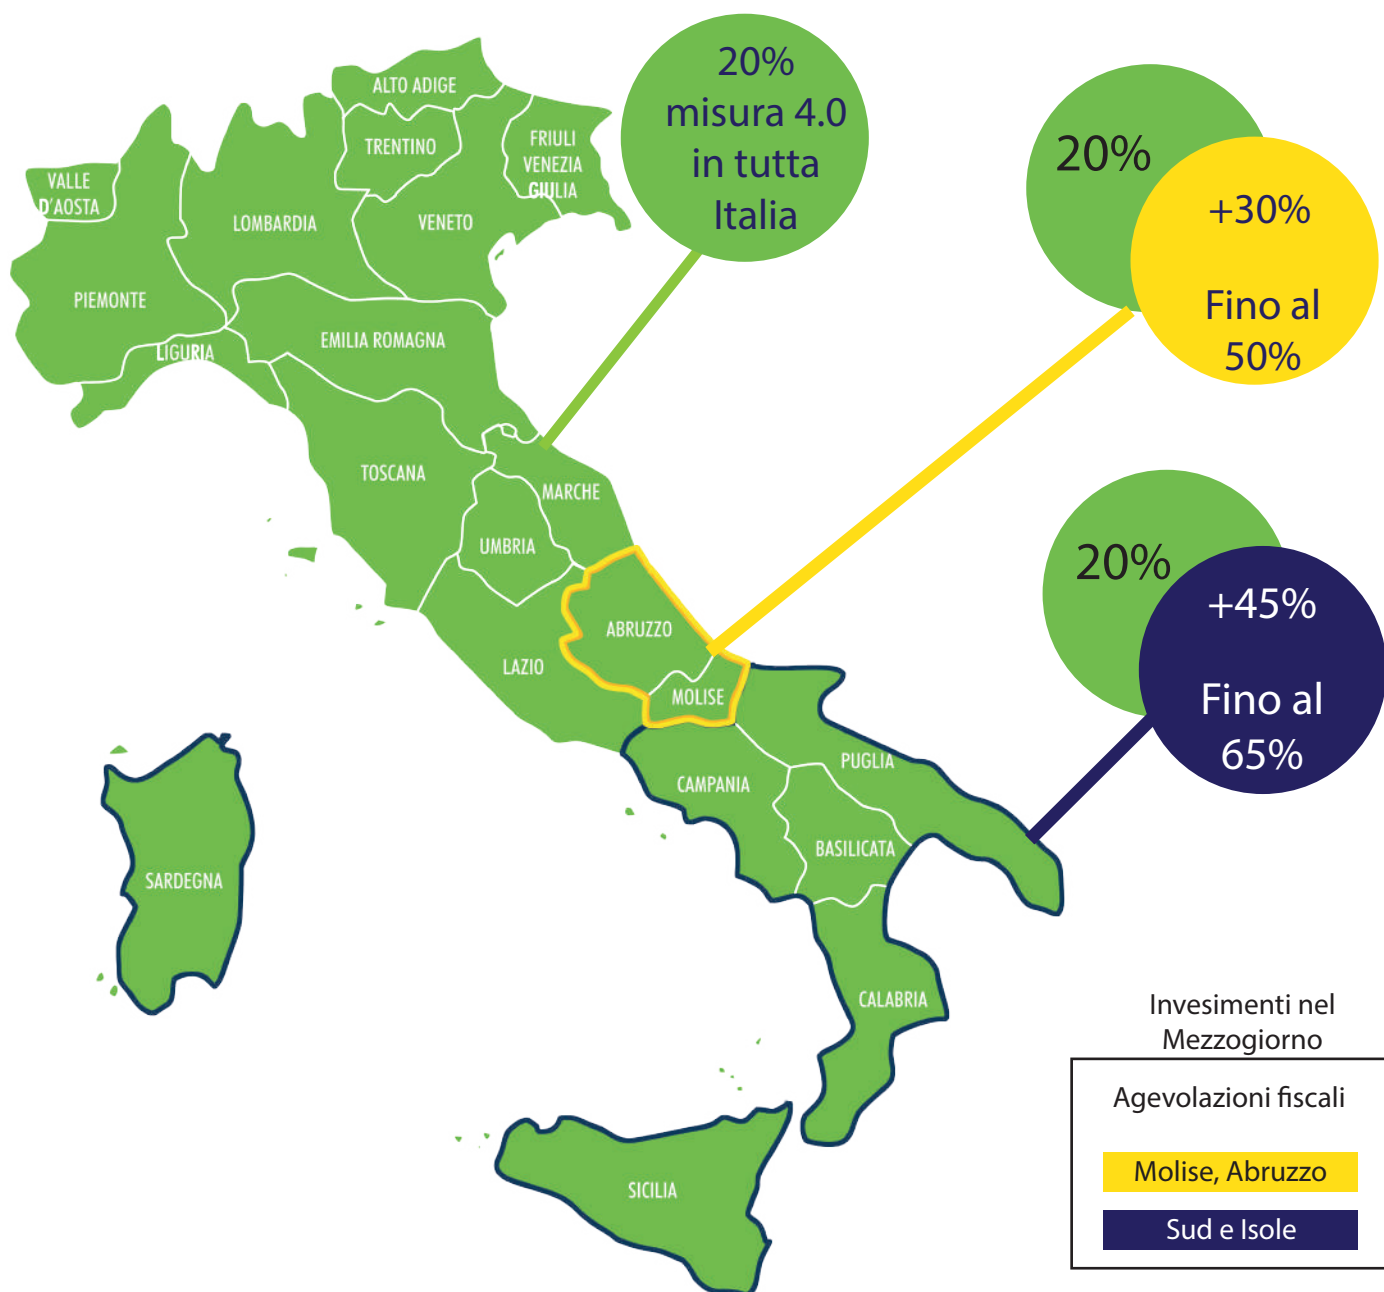 ALTO ADIGE
TRENTINO
FRIULI
VENEZIA
GIULIA
VALLE
D'AOSTA
LOMBARDIA
VENETO
PIEMONTE
EMILIA ROMAGNA
LIGURIA
TOSCANA
MARCHE
UMBRIA
ABRUZZO
LAZIO
MOLISE
PUGLIA
CAMPANIA
BASILICATA
SARDEGNA
CALABRIA
SICILIA
20%
misura 4.0
in tutta
Italia
20%
+30%
Fino al
50%
20%
+45%
Fino al
65%
Invesimenti nel
Mezzogiorno
Agevolazioni fiscali
Molise, Abruzzo
Sud e Isole